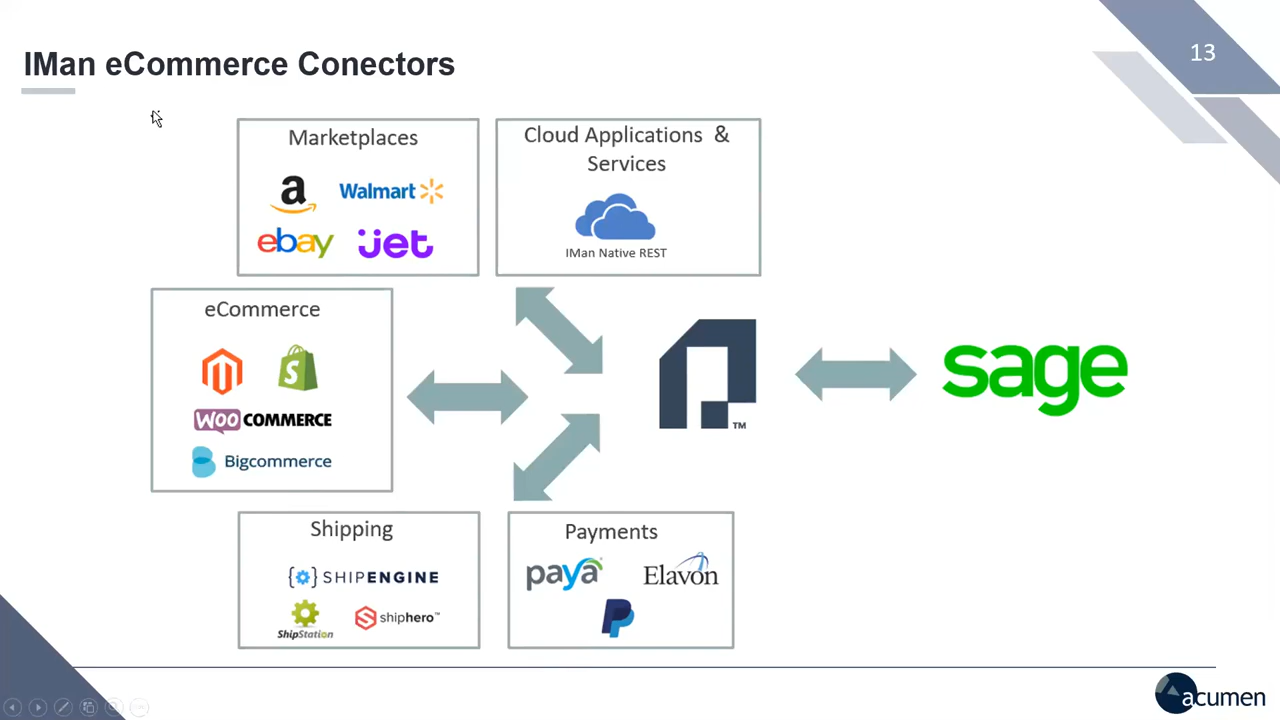 13
IMan eCommerce Conectors
Marketplaces
a
Walmart
ebay
jet
Cloud Applications &
Services
IMan Native REST
eCommerce
S
WOO COMMERCE
Bigcommerce
TM
sage
Shipping
{ } SHIPENGINE
ShipStation
shiphero™
Payments
paya
Elavon
P
acumen